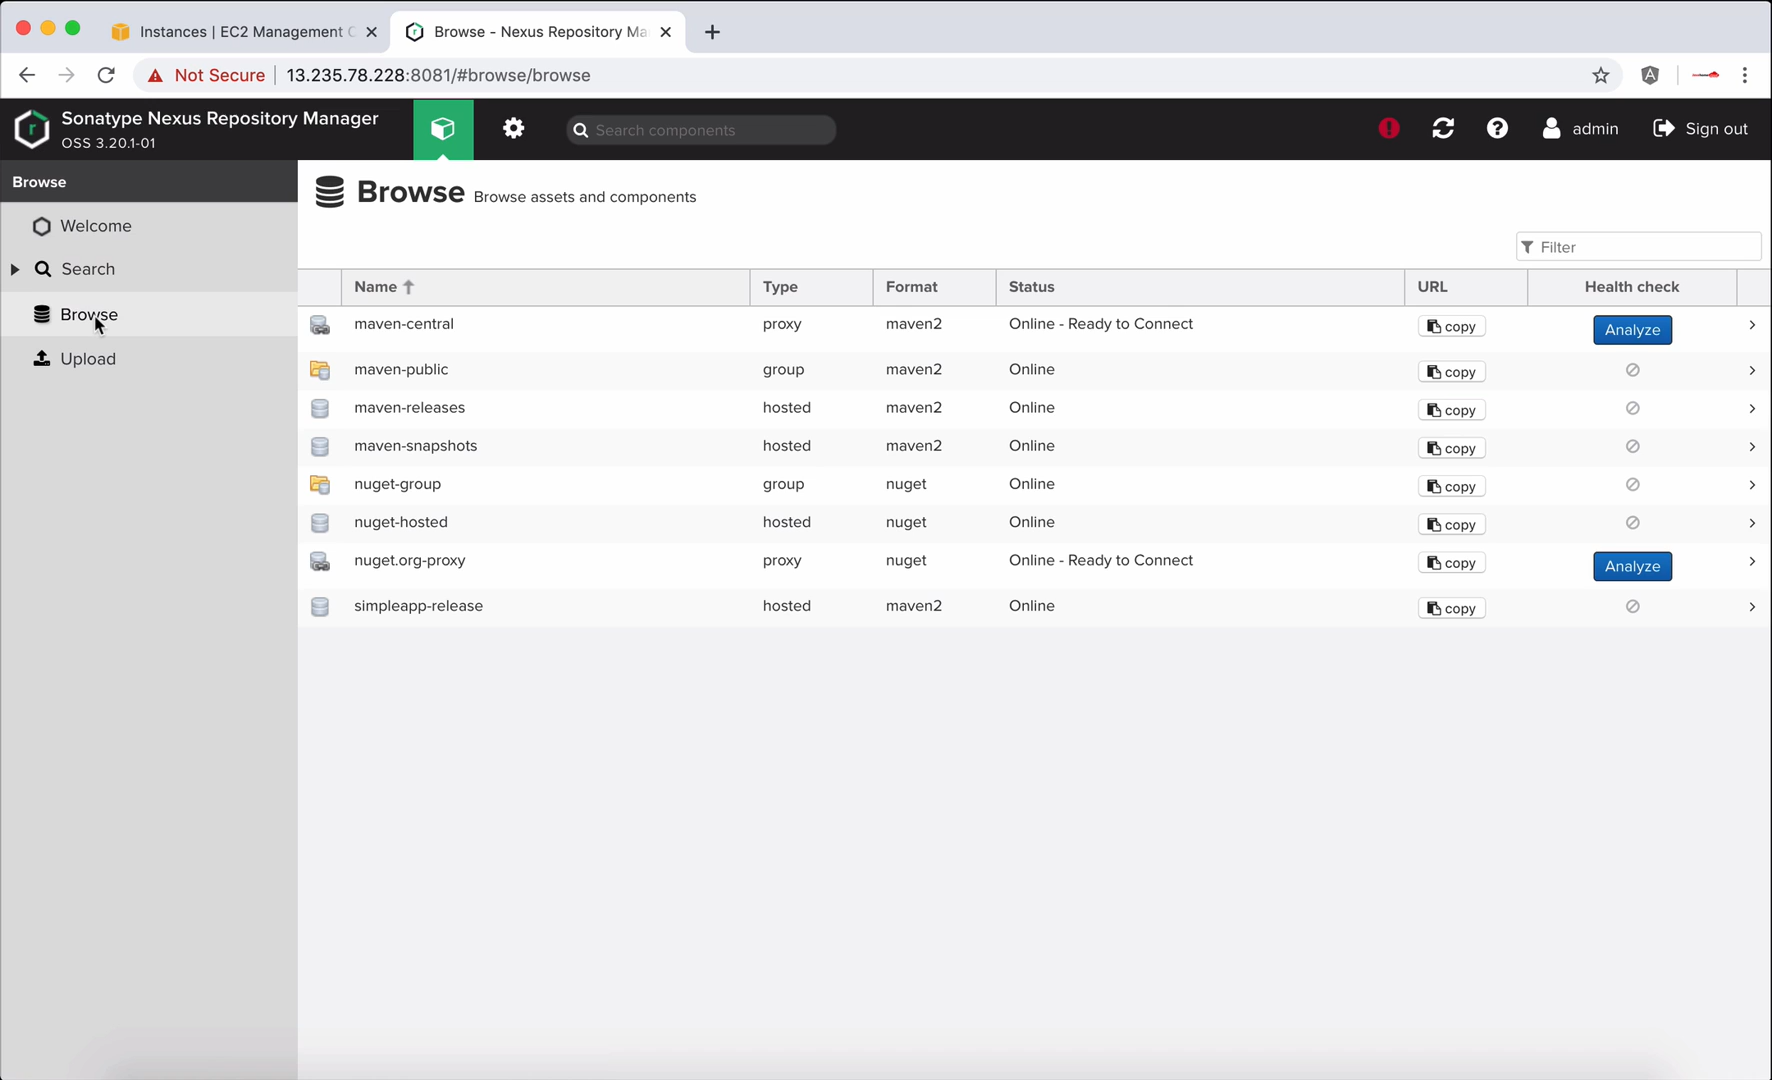 Instances | EC2 Management C
Browse - Nexus Repository Ma
Not Secure | 13.235.78.228:8081/#browse/browse
Sonatype Nexus Repository Manager
OSS 3.20.1-01
Search components
admin
Sign out
Browse
Welcome
Search
Browse
Upload
Browse Browse assets and components
Filter
Name Type Format Status URL Health check
maven-central proxy maven2 Online - Ready to Connect copy Analyze
maven-public group maven2 Online copy
maven-releases hosted maven2 Online copy
maven-snapshots hosted maven2 Online copy
nuget-group group nuget Online copy
nuget-hosted hosted nuget Online copy
nuget.org-proxy proxy nuget Online - Ready to Connect copy Analyze
simpleapp-release hosted maven2 Online copy